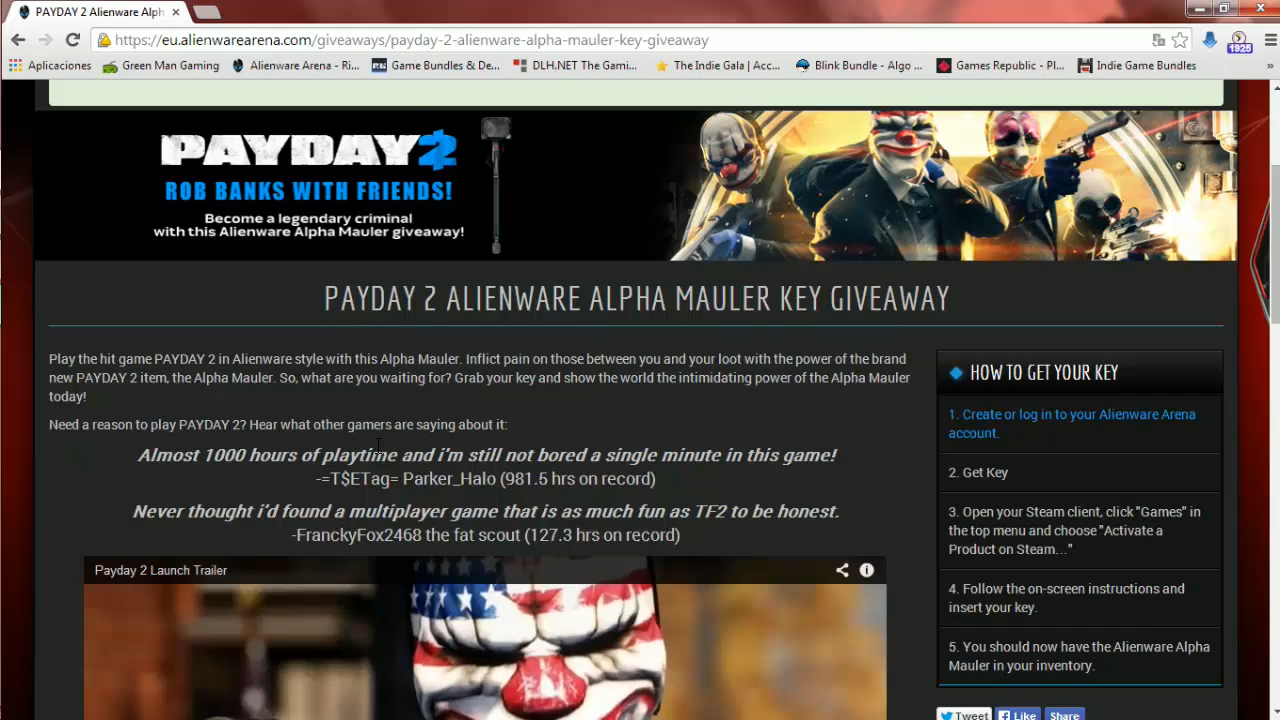 PAYDAY 2 Alienware Alph
https://eu.alienwarearena.com/giveaways/payday-2-alienware-alpha-mauler-key-giveaway
1925
Aplicaciones
Green Man Gaming
Alienware Arena - Ri...
Game Bundles & De...
DLH.NET The Gami...
The Indie Gala | Acc...
Blink Bundle - Algo ...
Games Republic - Pl...
Indie Game Bundles
»
PAYDAY 2
ROB BANKS WITH FRIENDS!
Become a legendary criminal
with this Alienware Alpha Mauler giveaway!
PAYDAY 2 ALIENWARE ALPHA MAULER KEY GIVEAWAY
Play the hit game PAYDAY 2 in Alienware style with this Alpha Mauler. Inflict pain on those between you and your loot with the power of the brand
new PAYDAY 2 item, the Alpha Mauler. So, what are you waiting for? Grab your key and show the world the intimidating power of the Alpha Mauler
today!
Need a reason to play PAYDAY 2? Hear what other gamers are saying about it:
Almost 1000 hours of playtime and i'm still not bored a single minute in this game!
-=T$ETag= Parker_Halo (981.5 hrs on record)
Never thought i'd found a multiplayer game that is as much fun as TF2 to be honest.
-FranckyFox2468 the fat scout (127.3 hrs on record)
Payday 2 Launch Trailer
HOW TO GET YOUR KEY
1. Create or log in to your Alienware Arena
account.
2. Get Key
3. Open your Steam client, click "Games" in
the top menu and choose "Activate a
Product on Steam..."
4. Follow the on-screen instructions and
insert your key.
5. You should now have the Alienware Alpha
Mauler in your inventory.
Tweet
Like
Share